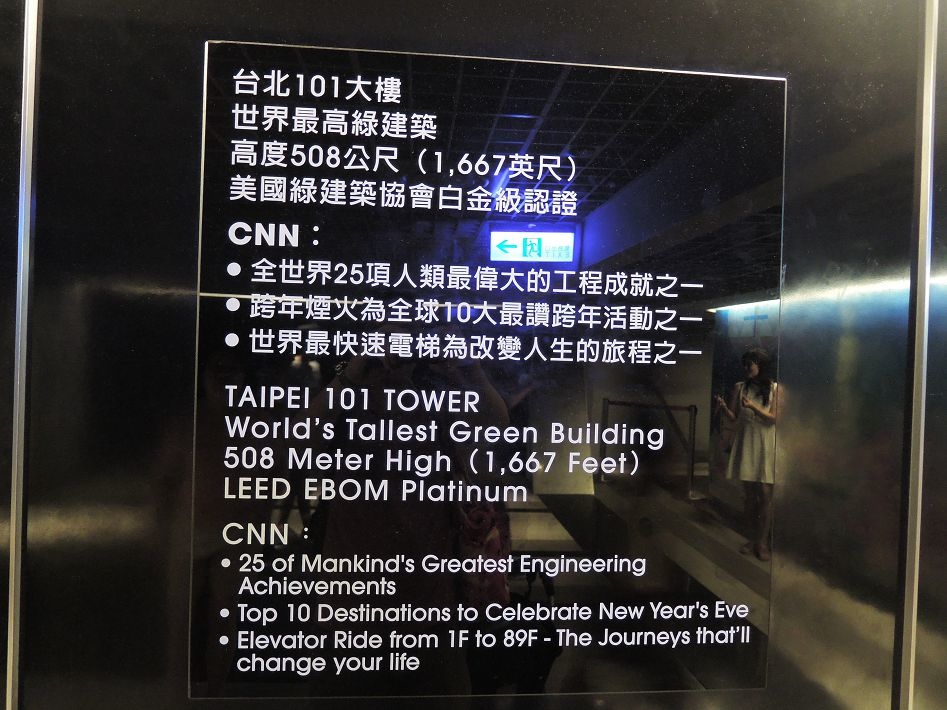 台北101大樓
世界最高綠建築
高度508公尺（1,667英尺）
美國綠建築協會白金級認證
CNN：
● 全世界25項人類最偉大的工程成就之一
● 跨年煙火為全球10大最讚跨年活動之一
● 世界最快速電梯為改變人生的旅程之一
TAIPEI 101 TOWER
World's Tallest Green Building
508 Meter High（1,667 Feet）
LEED EBOM Platinum
CNN：
• 25 of Mankind's Greatest Engineering
Achievements
• Top 10 Destinations to Celebrate New Year's Eve
• Elevator Ride from 1F to 89F - The Journeys that'll
change your life